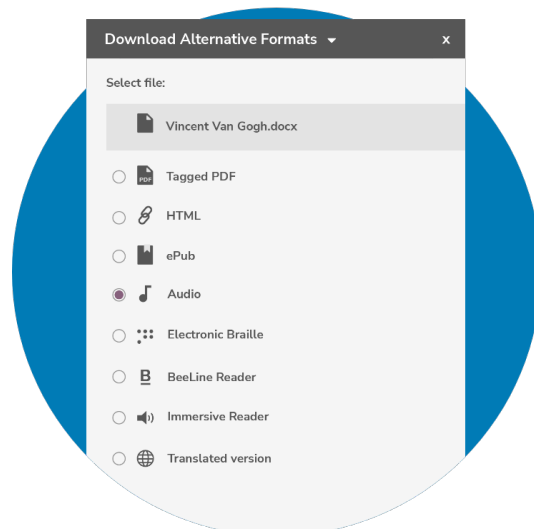 Download Alternative Formats x
Select file:
Vincent Van Gogh.docx
PDF Tagged PDF
HTML
ePub
Audio
Electronic Braille
B BeeLine Reader
Immersive Reader
Translated version